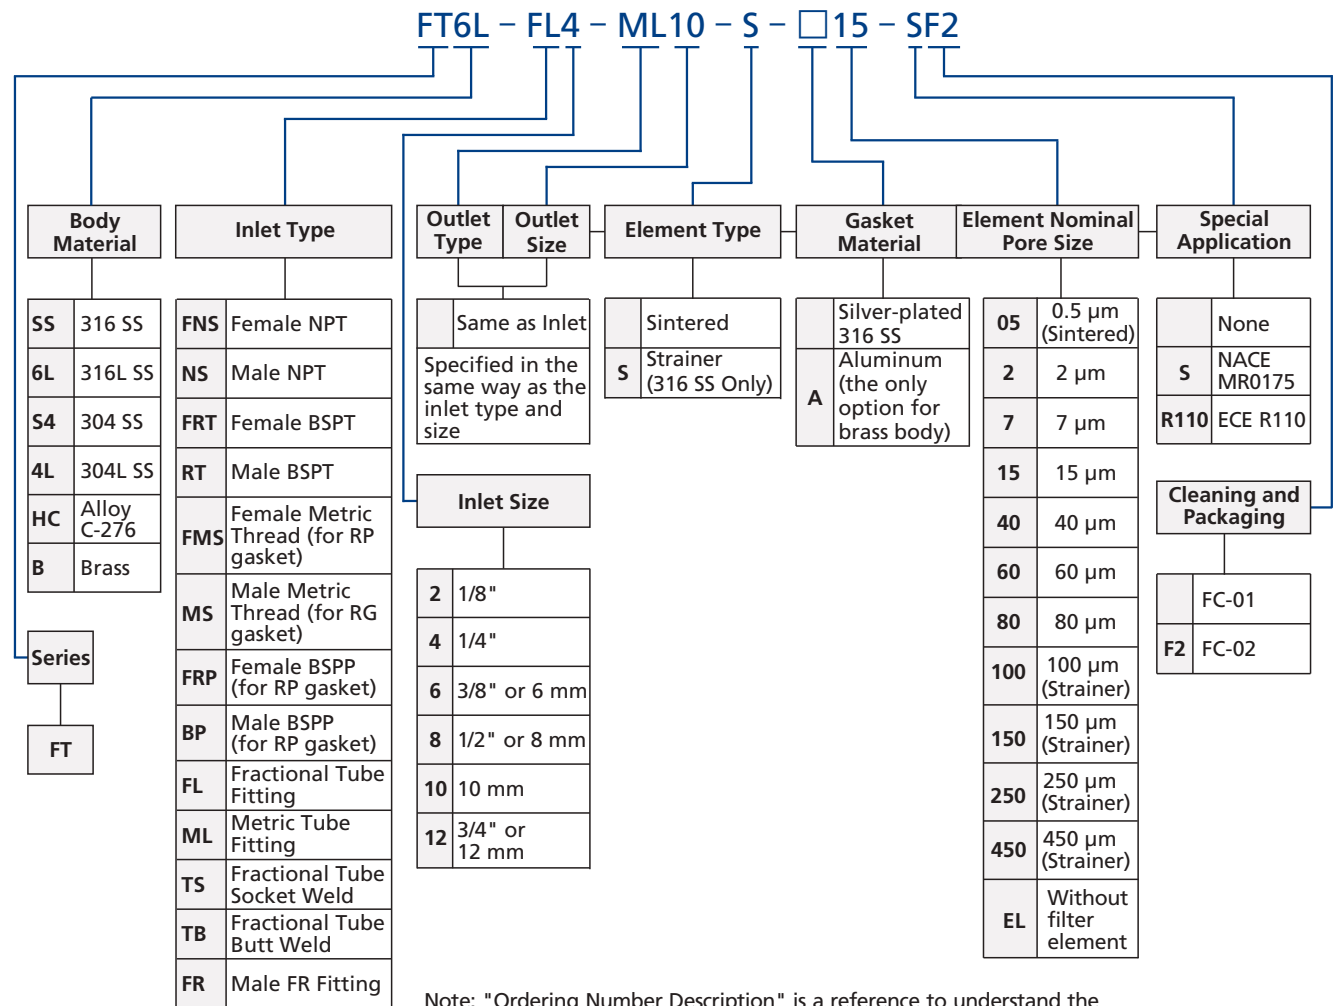 FT6L – FL4 – ML10 – S – □15 – SF2
Body
Material
SS 316 SS
6L 316L SS
S4 304 SS
4L 304L SS
HC Alloy
C-276
B Brass
Series
FT
Inlet Type
FNS Female NPT
NS Male NPT
FRT Female BSPT
RT Male BSPT
FMS Female Metric
Thread (for RP
gasket)
MS Male Metric
Thread (for RG
gasket)
FRP Female BSPP
(for RP gasket)
BP Male BSPP
(for RP gasket)
FL Fractional Tube
Fitting
ML Metric Tube
Fitting
TS Fractional Tube
Socket Weld
TB Fractional Tube
Butt Weld
FR Male FR Fitting
Outlet
Type
Outlet
Size
Same as Inlet
Specified in the
same way as the
inlet type and
size
Inlet Size
2 1/8"
4 1/4"
6 3/8" or 6 mm
8 1/2" or 8 mm
10 10 mm
12 3/4" or
12 mm
Element Type
Sintered
S Strainer
(316 SS Only)
Gasket
Material
Silver-plated
316 SS
A Aluminum
(the only
option for
brass body)
Element Nominal
Pore Size
05 0.5 µm
(Sintered)
2 2 µm
7 7 µm
15 15 µm
40 40 µm
60 60 µm
80 80 µm
100 100 µm
(Strainer)
150 150 µm
(Strainer)
250 250 µm
(Strainer)
450 450 µm
(Strainer)
EL Without
filter
element
Special
Application
None
S NACE
MR0175
R110 ECE R110
Cleaning and
Packaging
FC-01
F2 FC-02
Note: "Ordering Number Description" is a reference to understand the